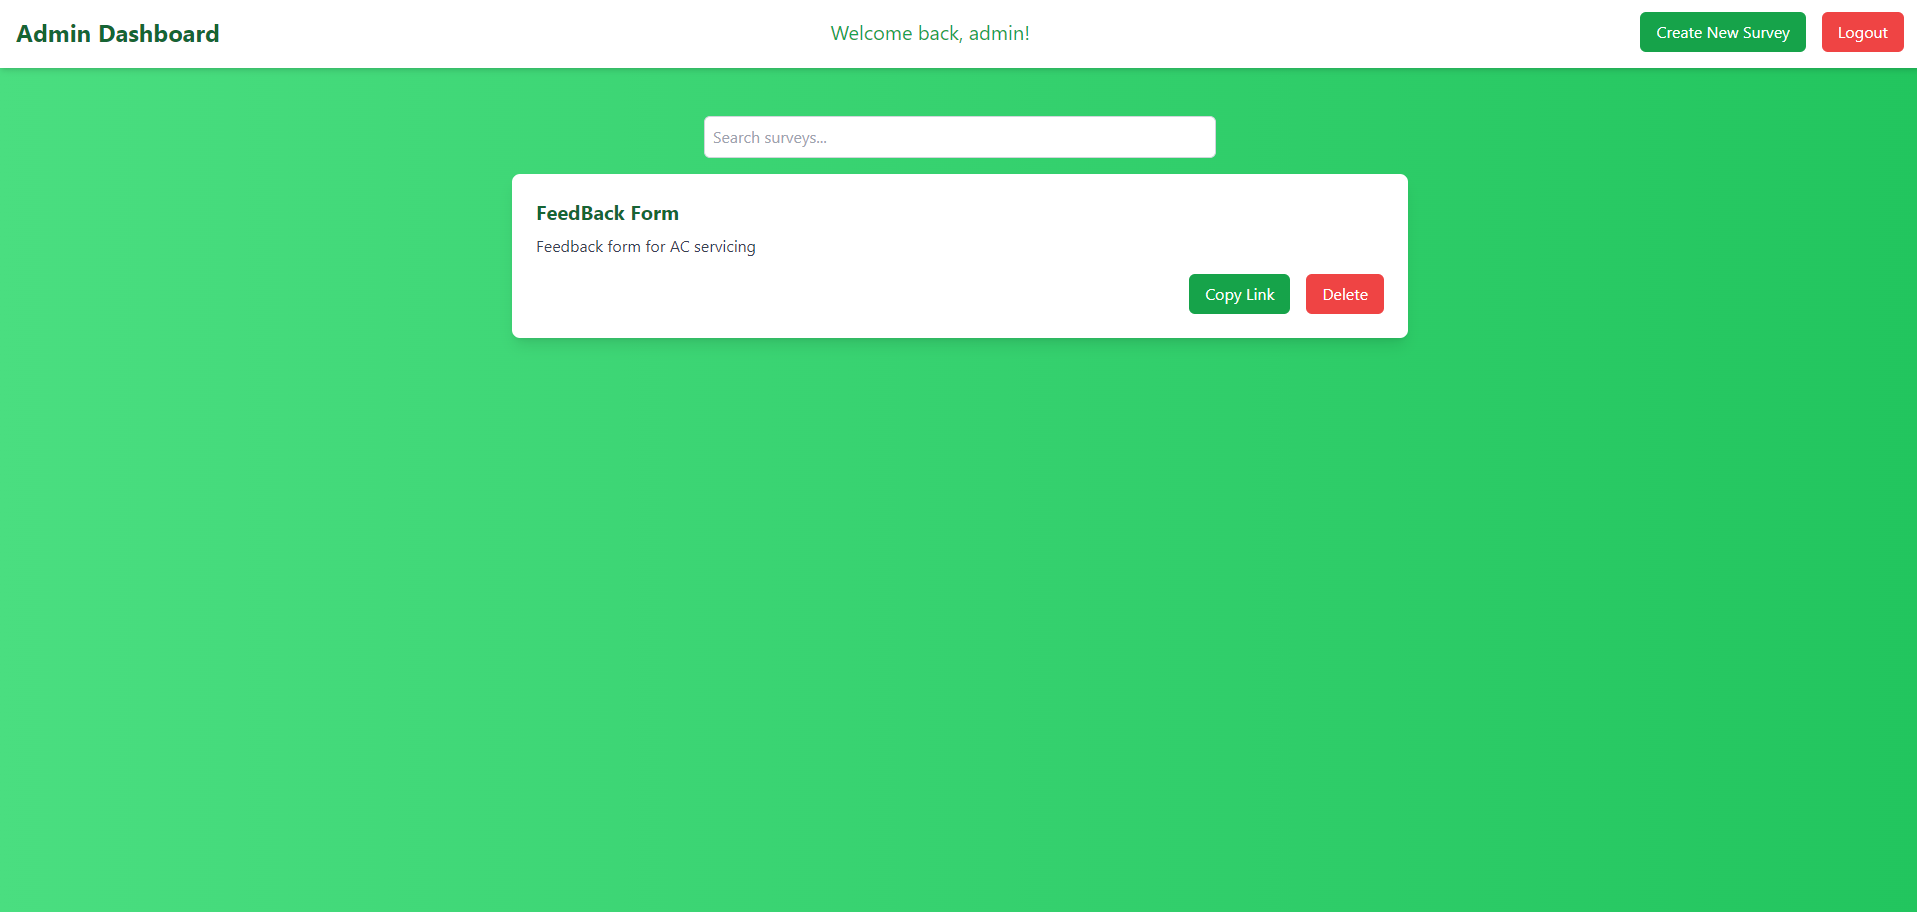 Admin Dashboard
Welcome back, admin!
Create New Survey
Logout
Search surveys...
FeedBack Form
Feedback form for AC servicing
Copy Link
Delete